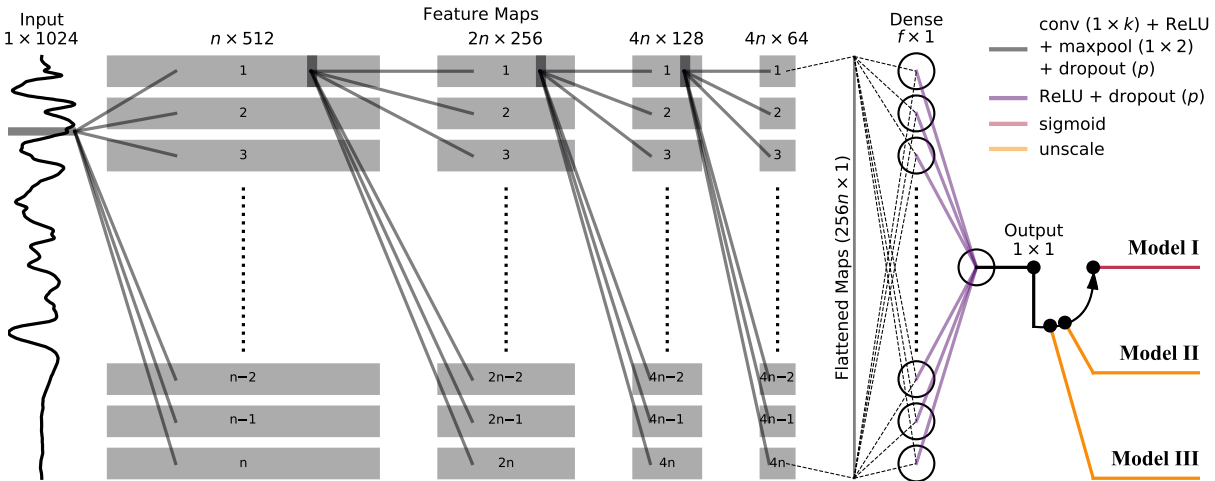 Input
1 × 1024
Feature Maps
n × 512
2n × 256
4n × 128
4n × 64
Dense
f × 1
conv (1 × k) + ReLU
+ maxpool (1 × 2)
+ dropout (p)
ReLU + dropout (p)
sigmoid
unscale
1
2
3
n−2
n−1
n
1
2
3
2n−2
2n−1
2n
1
2
3
4n−2
4n−1
4n
1
2
3
4n−2
4n−1
4n
Flattened Maps (256n × 1)
Output
1 × 1
Model I
Model II
Model III